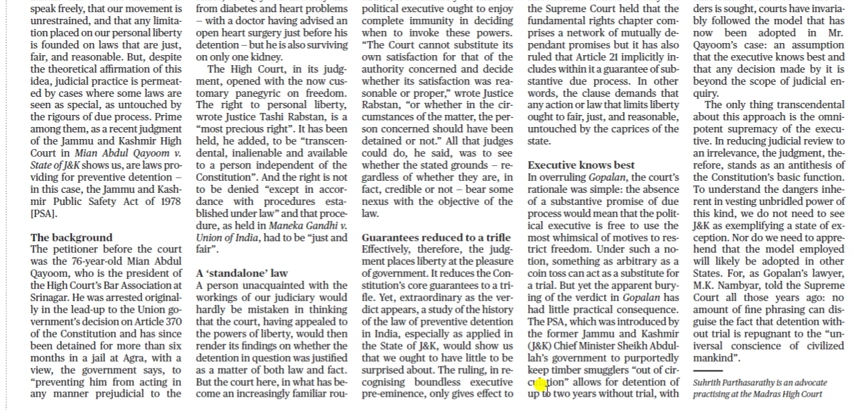 speak freely, that our movement is
unrestrained, and that any limita-
tion placed on our personal liberty
is founded on laws that are just,
fair, and reasonable. But, despite
the theoretical affirmation of this
idea, judicial practice is permeat-
ed by cases where some laws are
seen as special, as untouched by
the rigours of due process. Prime
among them, as a recent judgment
of the Jammu and Kashmir High
Court in Mian Abdul Qayoom v.
State of J&K shows us, are laws pro-
viding for preventive detention –
in this case, the Jammu and Kash-
mir Public Safety Act of 1978
[PSA].
The background
The petitioner before the court
was the 76-year-old Mian Abdul
Qayoom, who is the president of
the High Court's Bar Association at
Srinagar. He was arrested original-
ly in the lead-up to the Union go-
vernment's decision on Article 370
of the Constitution and has since
been detained for more than six
months in a jail at Agra, with a
view, the government says, to
"preventing him from acting in
any manner prejudicial to the
from diabetes and heart problems
– with a doctor having advised an
open heart surgery just before his
detention – but he is also surviving
on only one kidney.
The High Court, in its judg-
ment, opened with the now cus-
tomary panegyric on freedom.
The right to personal liberty,
wrote Justice Tashi Rabstan, is a
"most precious right". It has been
held, he added, to be "transcen-
dental, inalienable and available
to a person independent of the
Constitution". And the right is not
to be denied "except in accor-
dance with procedures esta-
blished under law" and that proce-
dure, as held in Maneka Gandhi v.
Union of India, had to be "just and
fair".
A 'standalone' law
A person unacquainted with the
workings of our judiciary would
hardly be mistaken in thinking
that the court, having appealed to
the powers of liberty, would then
render its findings on whether the
detention in question was justified
as a matter of both law and fact.
But the court here, in what has be-
come an increasingly familiar rou-
political executive ought to enjoy
complete immunity in deciding
when to invoke these powers.
"The Court cannot substitute its
own satisfaction for that of the
authority concerned and decide
whether its satisfaction was rea-
sonable or proper," wrote Justice
Rabstan, "or whether in the cir-
cumstances of the matter, the per-
son concerned should have been
detained or not." All that judges
could do, he said, was to see
whether the stated grounds – re-
gardless of whether they are, in
fact, credible or not – bear some
nexus with the objective of the
law.
Guarantees reduced to a trifle
Effectively, therefore, the judg-
ment places liberty at the pleasure
of government. It reduces the Con-
stitution's core guarantees to a tri-
fle. Yet, extraordinary as the ver-
dict appears, a study of the history
of the law of preventive detention
in India, especially as applied in
the State of J&K, would show us
that we ought to have little to be
surprised about. The ruling, in re-
cognising boundless executive
pre-eminence, only gives effect to
the Supreme Court held that the
fundamental rights chapter com-
prises a network of mutually de-
pendant promises but it has also
ruled that Article 21 implicitly in-
cludes within it a guarantee of sub-
stantive due process. In other
words, the clause demands that
any action or law that limits liberty
ought to fair, just, and reasonable,
untouched by the caprices of the
state.
Executive knows best
In overruling Gopalan, the court's
rationale was simple: the absence
of a substantive promise of due
process would mean that the polit-
ical executive is free to use the
most whimsical of motives to res-
trict freedom. Under such a no-
tion, something as arbitrary as a
coin toss can act as a substitute for
a trial. But yet the apparent bury-
ing of the verdict in Gopalan has
had little practical consequence.
The PSA, which was introduced by
the former Jammu and Kashmir
(J&K) Chief Minister Sheikh Abdul-
lah's government to purportedly
keep timber smugglers "out of cir-
culation" allows for detention of
up to two years without trial, with
ders is sought, courts have invaria-
bly followed the model that has
now been adopted in Mr.
Qayoom's case: an assumption
that the executive knows best and
that any decision made by it is
beyond the scope of judicial en-
quiry.
The only thing transcendental
about this approach is the omni-
potent supremacy of the execu-
tive. In reducing judicial review to
an irrelevance, the judgment, the-
refore, stands as an antithesis of
the Constitution's basic function.
To understand the dangers inhe-
rent in vesting unbridled power of
this kind, we do not need to see
J&K as exemplifying a state of ex-
ception. Nor do we need to appre-
hend that the model employed
will likely be adopted in other
States. For, as Gopalan's lawyer,
M.K. Nambyar, told the Supreme
Court all those years ago: no
amount of fine phrasing can dis-
guise the fact that detention with-
out trial is repugnant to the "uni-
versal conscience of civilized
mankind".
Suhrith Parthasarathy is an advocate
practising at the Madras High Court